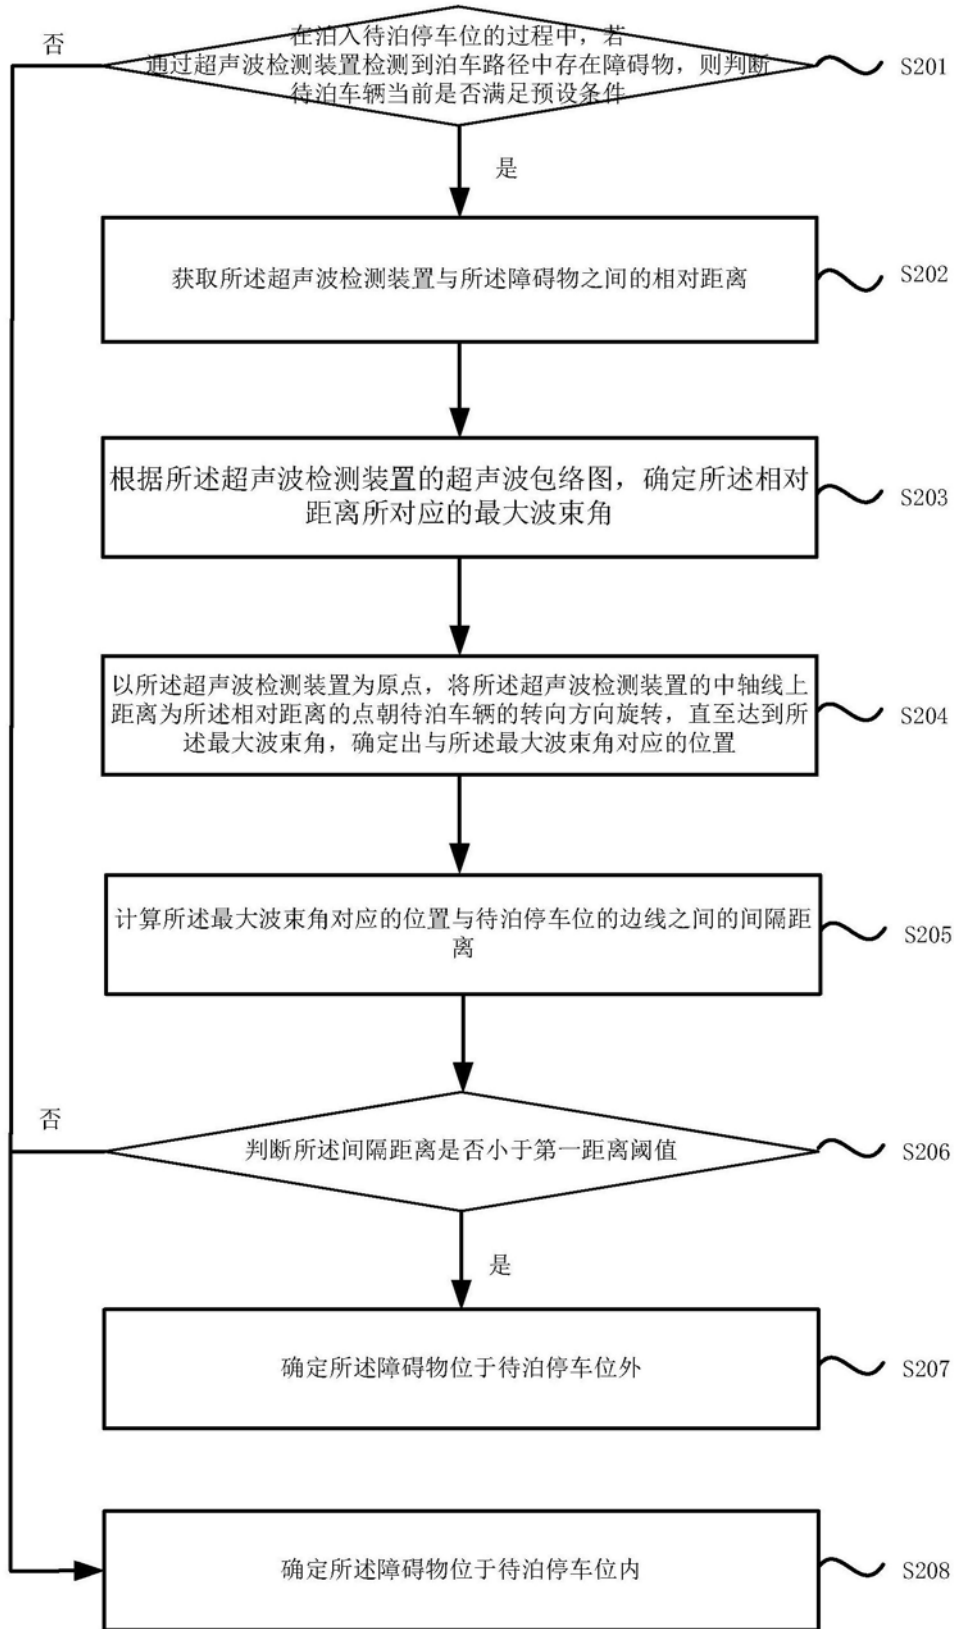 否
在泊入待泊停车位的过程中，若
通过超声波检测装置检测到泊车路径中存在障碍物，则判断
待泊车辆当前是否满足预设条件
S201
是
获取所述超声波检测装置与所述障碍物之间的相对距离
S202
根据所述超声波检测装置的超声波包络图，确定所述相对
距离所对应的最大波束角
S203
以所述超声波检测装置为原点，将所述超声波检测装置的中轴线上
距离为所述相对距离的点朝待泊车辆的转向方向旋转，直至达到所
述最大波束角，确定出与所述最大波束角对应的位置
S204
计算所述最大波束角对应的位置与待泊停车位的边线之间的间隔距
离
S205
否
判断所述间隔距离是否小于第一距离阈值
S206
是
确定所述障碍物位于待泊停车位外
S207
确定所述障碍物位于待泊停车位内
S208